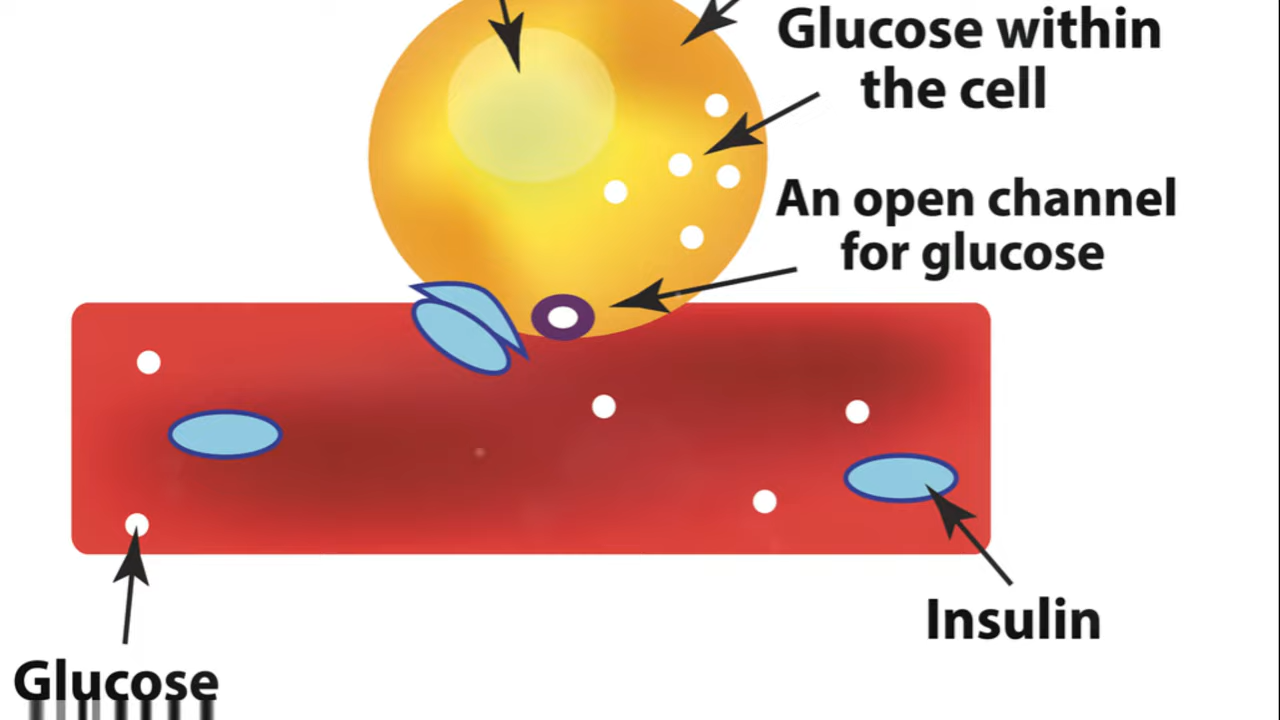 Glucose within
the cell
An open channel
for glucose
Insulin
Glucose